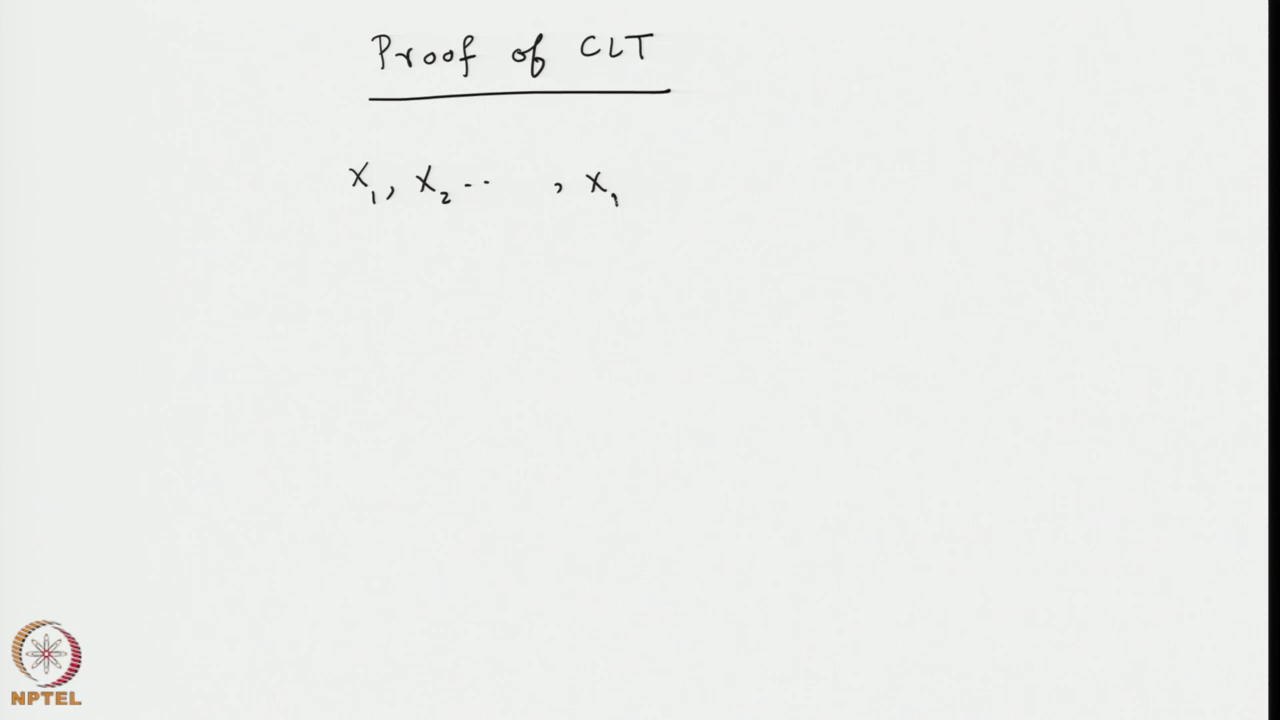 Proof of CLT
X₁, X₂ -- , X₁
NPTEL